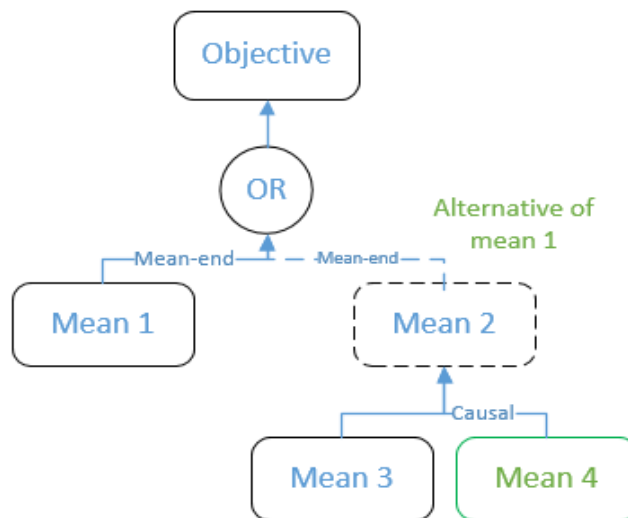 Objective
OR
Alternative of
mean 1
Mean-end
Mean-end
Mean 1
Mean 2
Causal
Mean 3
Mean 4